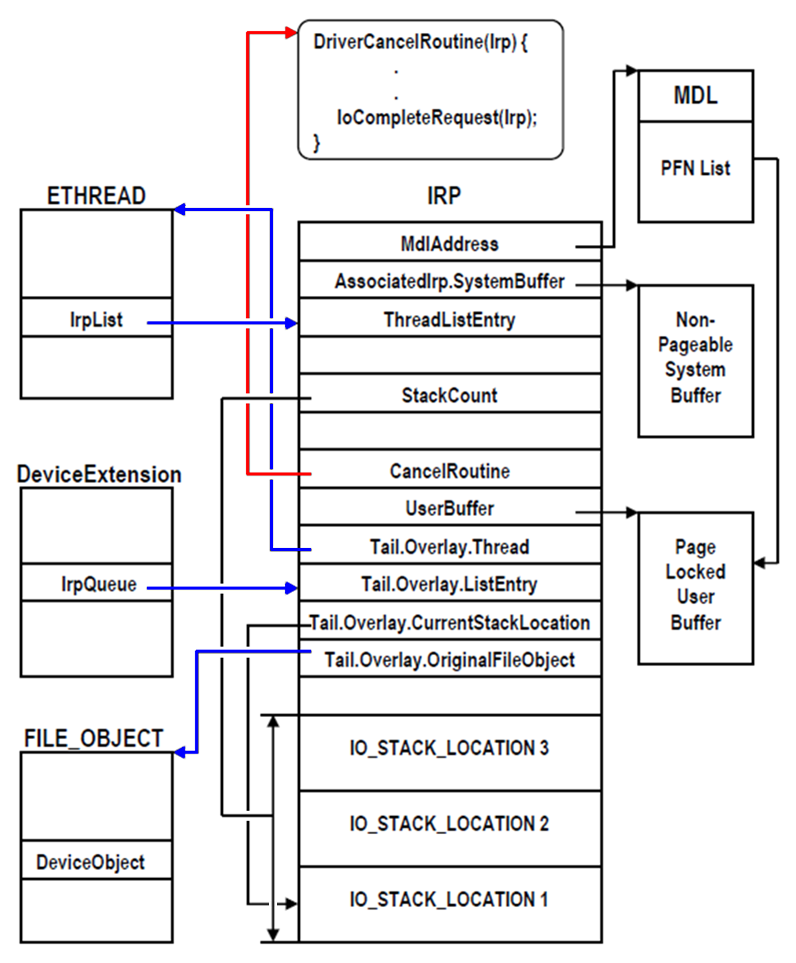 DriverCancelRoutine(Irp) {
.
.
IoCompleteRequest(Irp);
}
MDL
PFN List
ETHREAD
IrpList
IRP
MdlAddress
AssociatedIrp.SystemBuffer
ThreadListEntry
StackCount
CancelRoutine
UserBuffer
Tail.Overlay.Thread
Tail.Overlay.ListEntry
Tail.Overlay.CurrentStackLocation
Tail.Overlay.OriginalFileObject
IO_STACK_LOCATION 3
IO_STACK_LOCATION 2
IO_STACK_LOCATION 1
Non-
Pageable
System
Buffer
Page
Locked
User
Buffer
DeviceExtension
IrpQueue
FILE_OBJECT
DeviceObject